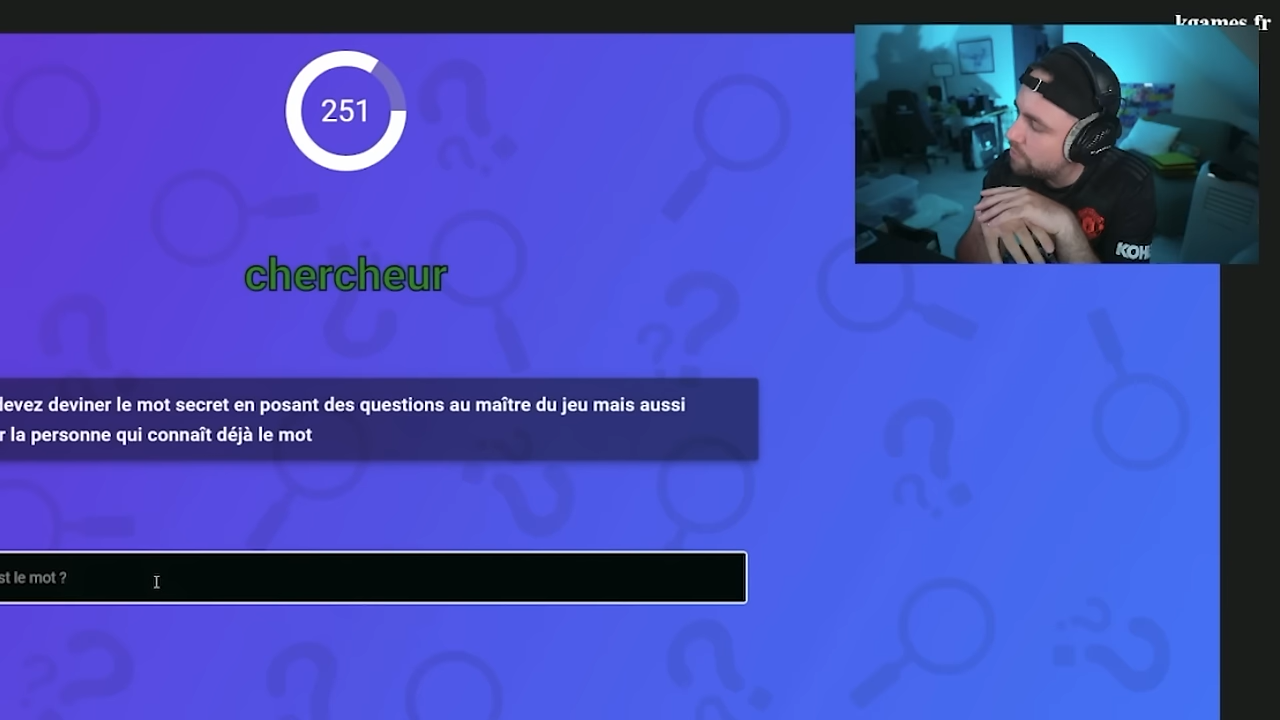 kgames.fr
251
chercheur
devez deviner le mot secret en posant des questions au maître du jeu mais aussi
r la personne qui connaît déjà le mot
st le mot ?
KOH